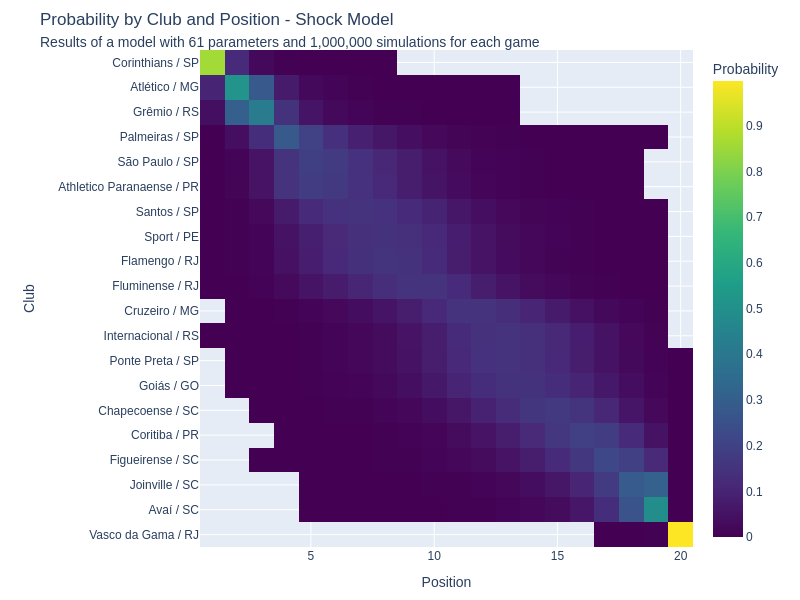 Probability by Club and Position - Shock Model
Results of a model with 61 parameters and 1,000,000 simulations for each game
Probability
Club
Corinthians / SP
Atlético / MG
Grêmio / RS
Palmeiras / SP
São Paulo / SP
Athletico Paranaense / PR
Santos / SP
Sport / PE
Flamengo / RJ
Fluminense / RJ
Cruzeiro / MG
Internacional / RS
Ponte Preta / SP
Goiás / GO
Chapecoense / SC
Coritiba / PR
Figueirense / SC
Joinville / SC
Avaí / SC
Vasco da Gama / RJ
5
10
15
20
Position
0.9
0.8
0.7
0.6
0.5
0.4
0.3
0.2
0.1
0